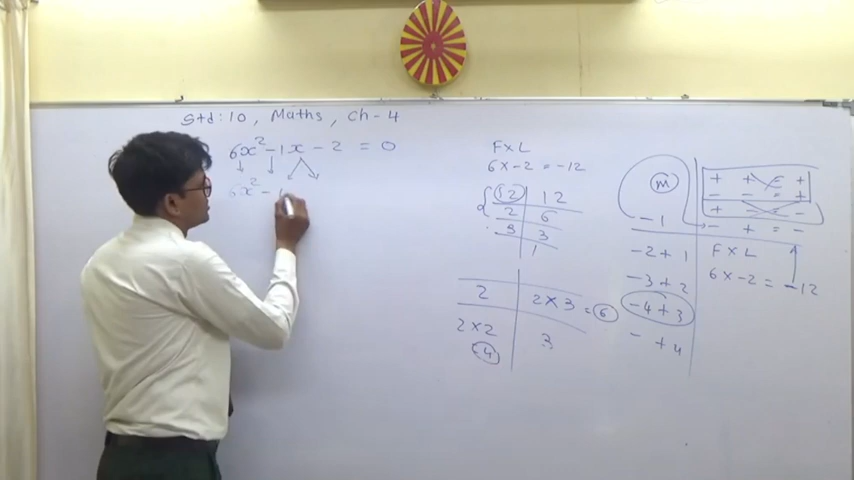 Std:10, Maths, Ch-4
6x² - 1x - 2 = 0
6x² -
F x L
6 x -2 = -12
12 | 12
2 | 6
3 | 3
1
2 | 2 x 3 = 6
2 x 2 | 3
4
m
-1
-2 + 1
-3 + 2
-4 + 3
- + 4
+ + = +
- - = +
+ - = -
- + = -
F x L
6 x -2 = -12